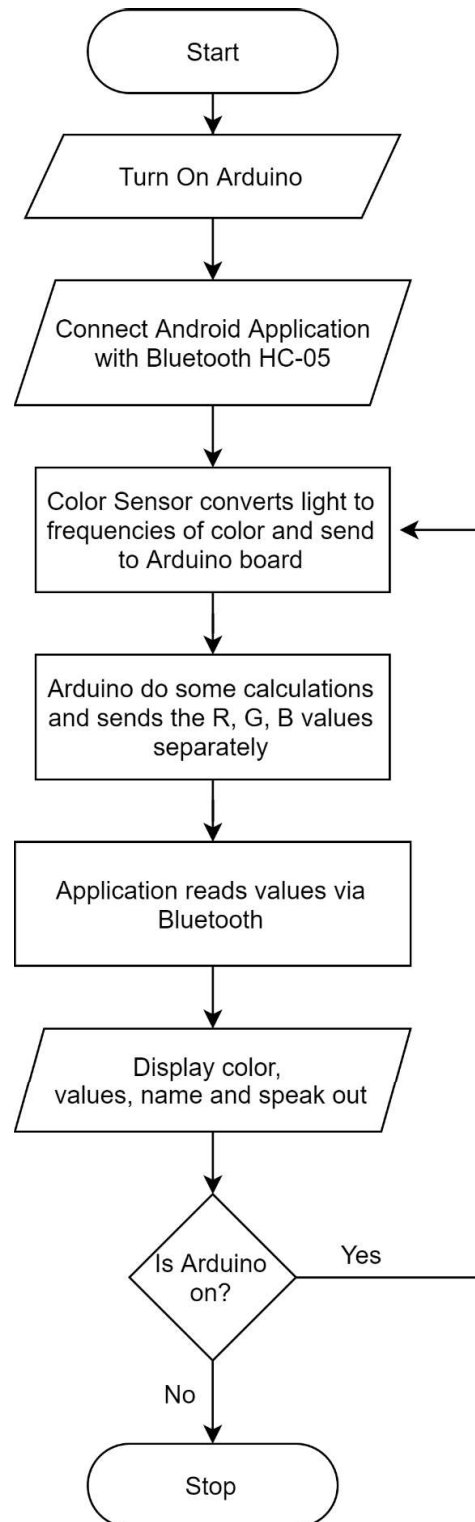 Start
Turn On Arduino
Connect Android Application
with Bluetooth HC-05
Color Sensor converts light to
frequencies of color and send
to Arduino board
Arduino do some calculations
and sends the R, G, B values
separately
Application reads values via
Bluetooth
Display color,
values, name and speak out
Is Arduino
on?
Yes
No
Stop